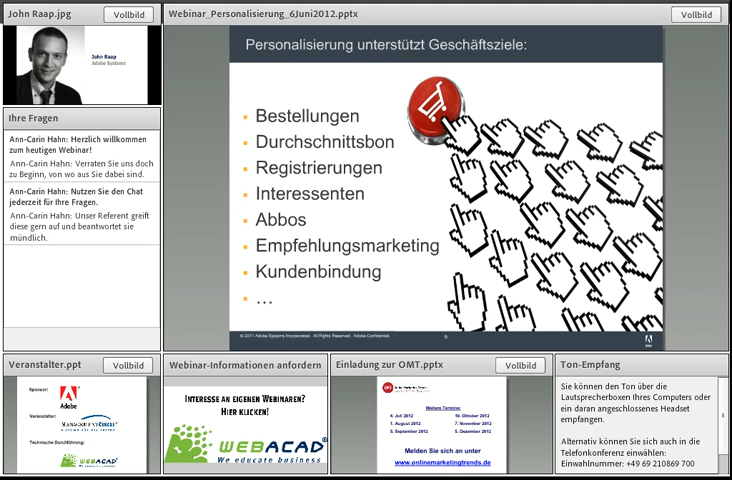 John Raap.jpg
Vollbild
Webinar_Personalisierung_6Juni2012.pptx
Vollbild
John Raap
Adobe Systems
Personalisierung unterstützt Geschäftsziele:
Bestellungen
Durchschnittsbon
Registrierungen
Interessenten
Abbos
Empfehlungsmarketing
Kundenbindung
...
© 2011 Adobe Systems Incorporated. All Rights Reserved. Adobe Confidential.
Adobe
Ihre Fragen
Ann-Carin Hahn: Herzlich willkommen
zum heutigen Webinar!
Ann-Carin Hahn: Verraten Sie uns doch
zu Beginn, von wo aus Sie dabei sind.
Ann-Carin Hahn: Nutzen Sie den Chat
jederzeit für Ihre Fragen.
Ann-Carin Hahn: Unser Referent greift
diese gern auf und beantwortet sie
mündlich.
Veranstalter.ppt
Vollbild
Sponsor:
Adobe
Veranstalter:
MANAGEMENT CIRCLE
Technische Durchführung:
WEBACAD
Webinar-Informationen anfordern
INTERESSE AN EIGENEN WEBINAREN?
HIER KLICKEN!
WEBACAD®
We educate business
Einladung zur OMT.pptx
Vollbild
OMT
Weitere Termine:
4. Juli 2012 10. Oktober 2012
1. August 2012 7. November 2012
5. September 2012 5. Dezember 2012
Melden Sie sich an unter
www.onlinemarketingtrends.de
Ton-Empfang
Sie können den Ton über die
Lautsprecherboxen Ihres Computers oder
ein daran angeschlossenes Headset
empfangen.
Alternativ können Sie sich auch in die
Telefonkonferenz einwählen:
Einwahlnummer: +49 69 210869 700